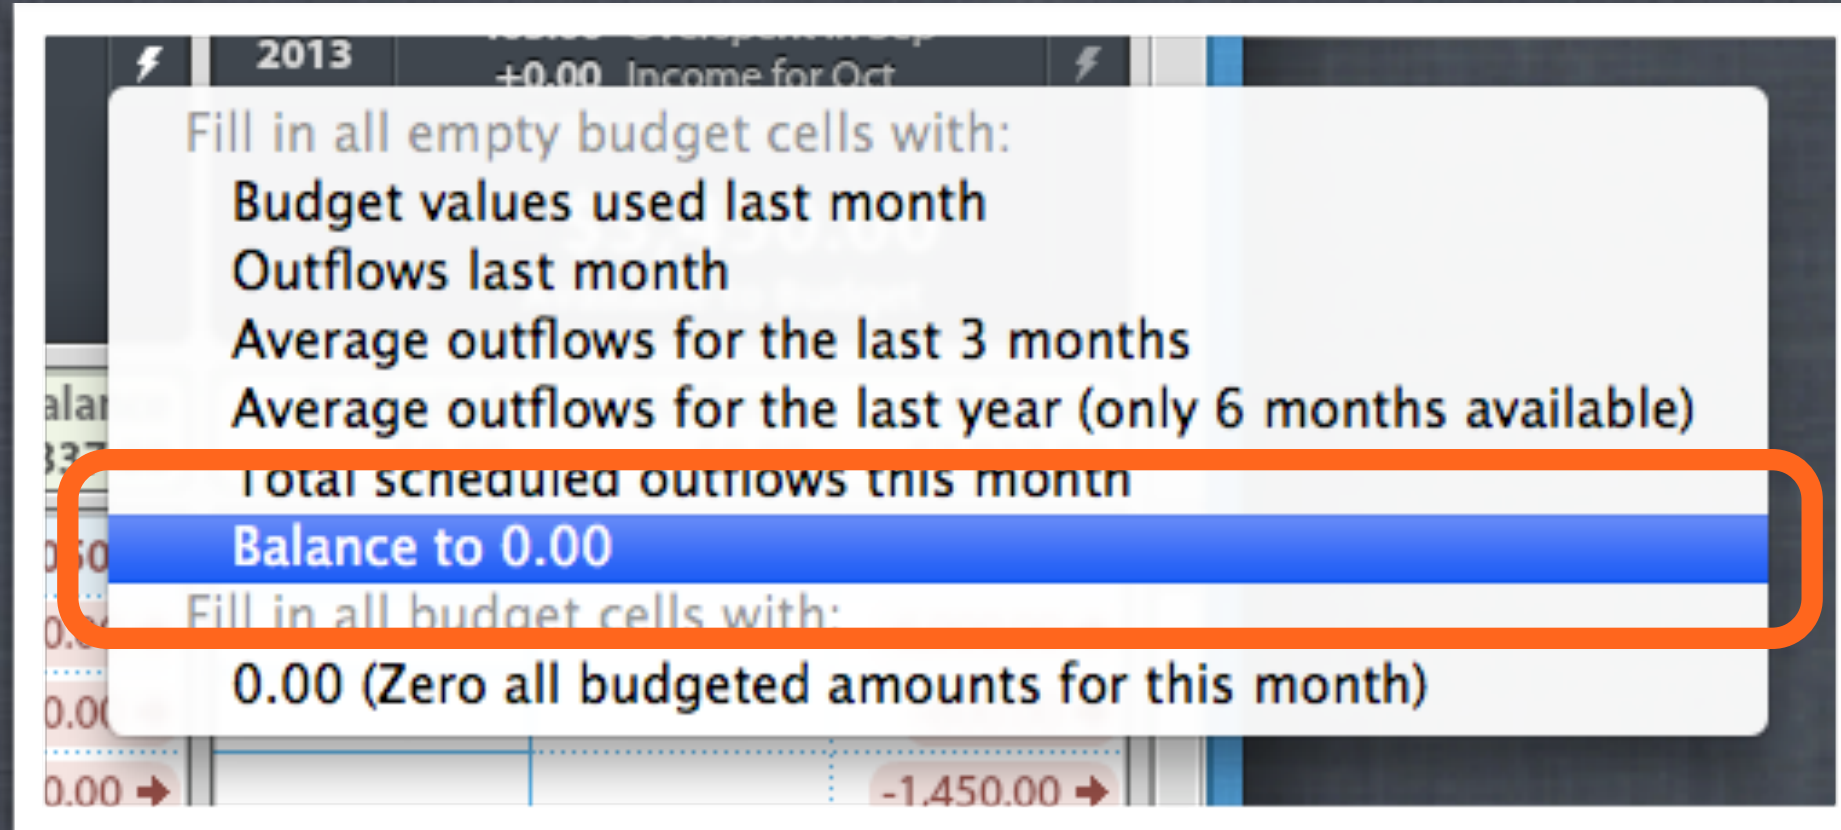 2013
+0.00 Income for Oct
Fill in all empty budget cells with:
Budget values used last month
Outflows last month
Average outflows for the last 3 months
Average outflows for the last year (only 6 months available)
Total scheduled outflows this month
Balance to 0.00
Fill in all budget cells with:
0.00 (Zero all budgeted amounts for this month)
0.00
-1,450.00